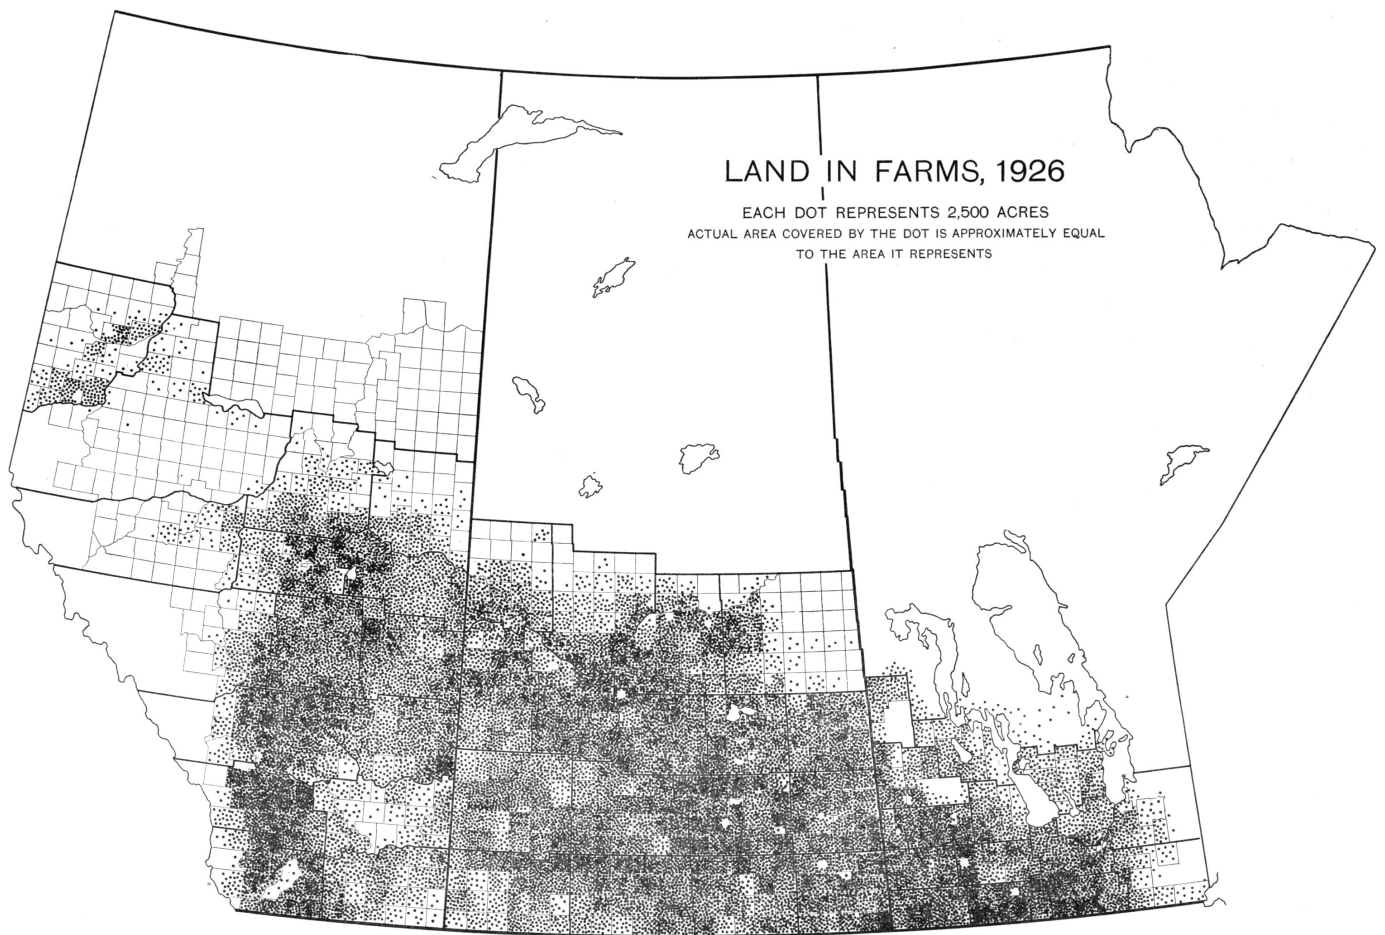 LAND IN FARMS, 1926
EACH DOT REPRESENTS 2,500 ACRES
ACTUAL AREA COVERED BY THE DOT IS APPROXIMATELY EQUAL
TO THE AREA IT REPRESENTS